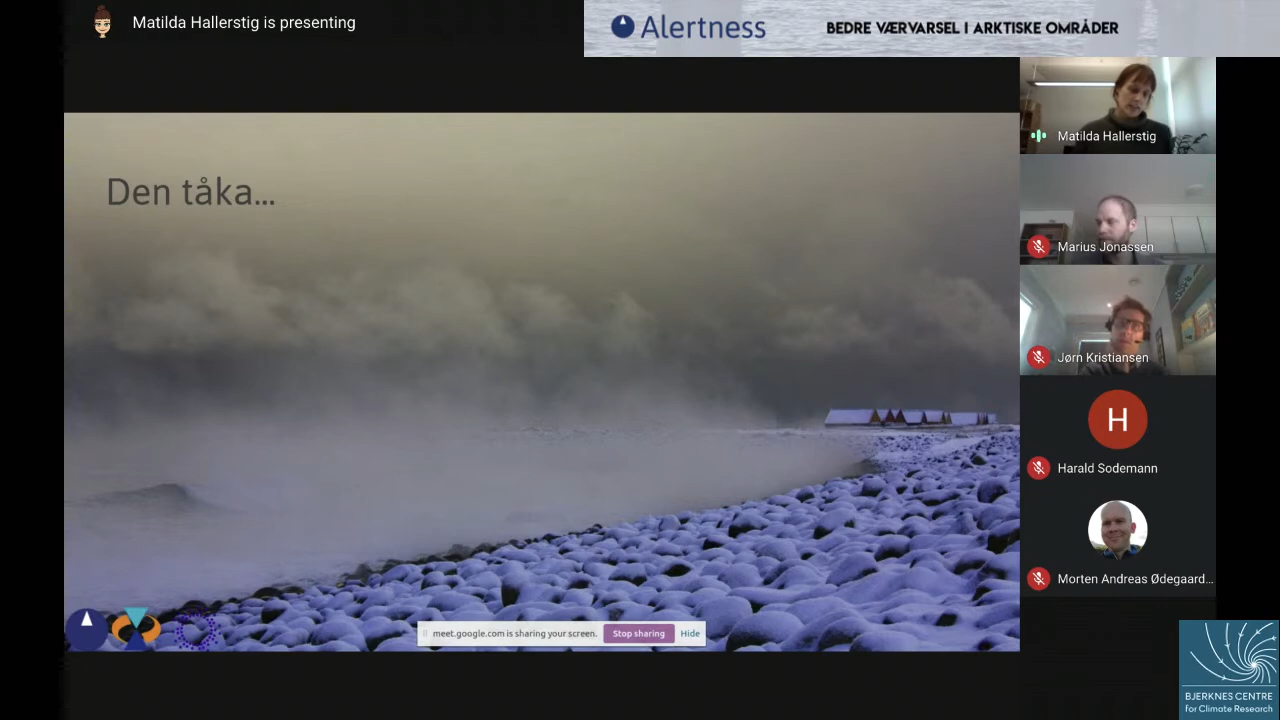 Matilda Hallerstig is presenting
Alertness
BEDRE VÆRVARSEL I ARKTISKE OMRÅDER
Matilda Hallerstig
Den tåka...
Marius Jonassen
Jørn Kristiansen
H
Harald Sodemann
Morten Andreas Ødegaard...
meet.google.com is sharing your screen.
Stop sharing
Hide
BJERKNES CENTRE
for Climate Research